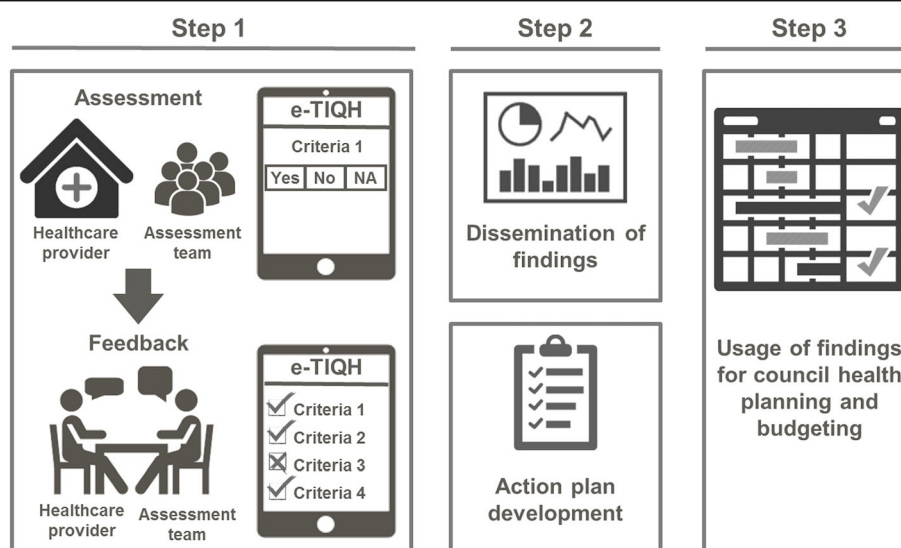 Step 1
Step 2
Step 3
Assessment
e-TIQH
Criteria 1
Yes No NA
Healthcare
provider
Assessment
team
Feedback
e-TIQH
Criteria 1
Criteria 2
Criteria 3
Criteria 4
Healthcare
provider
Assessment
team
Dissemination of
findings
Action plan
development
Usage of findings
for council health
planning and
budgeting